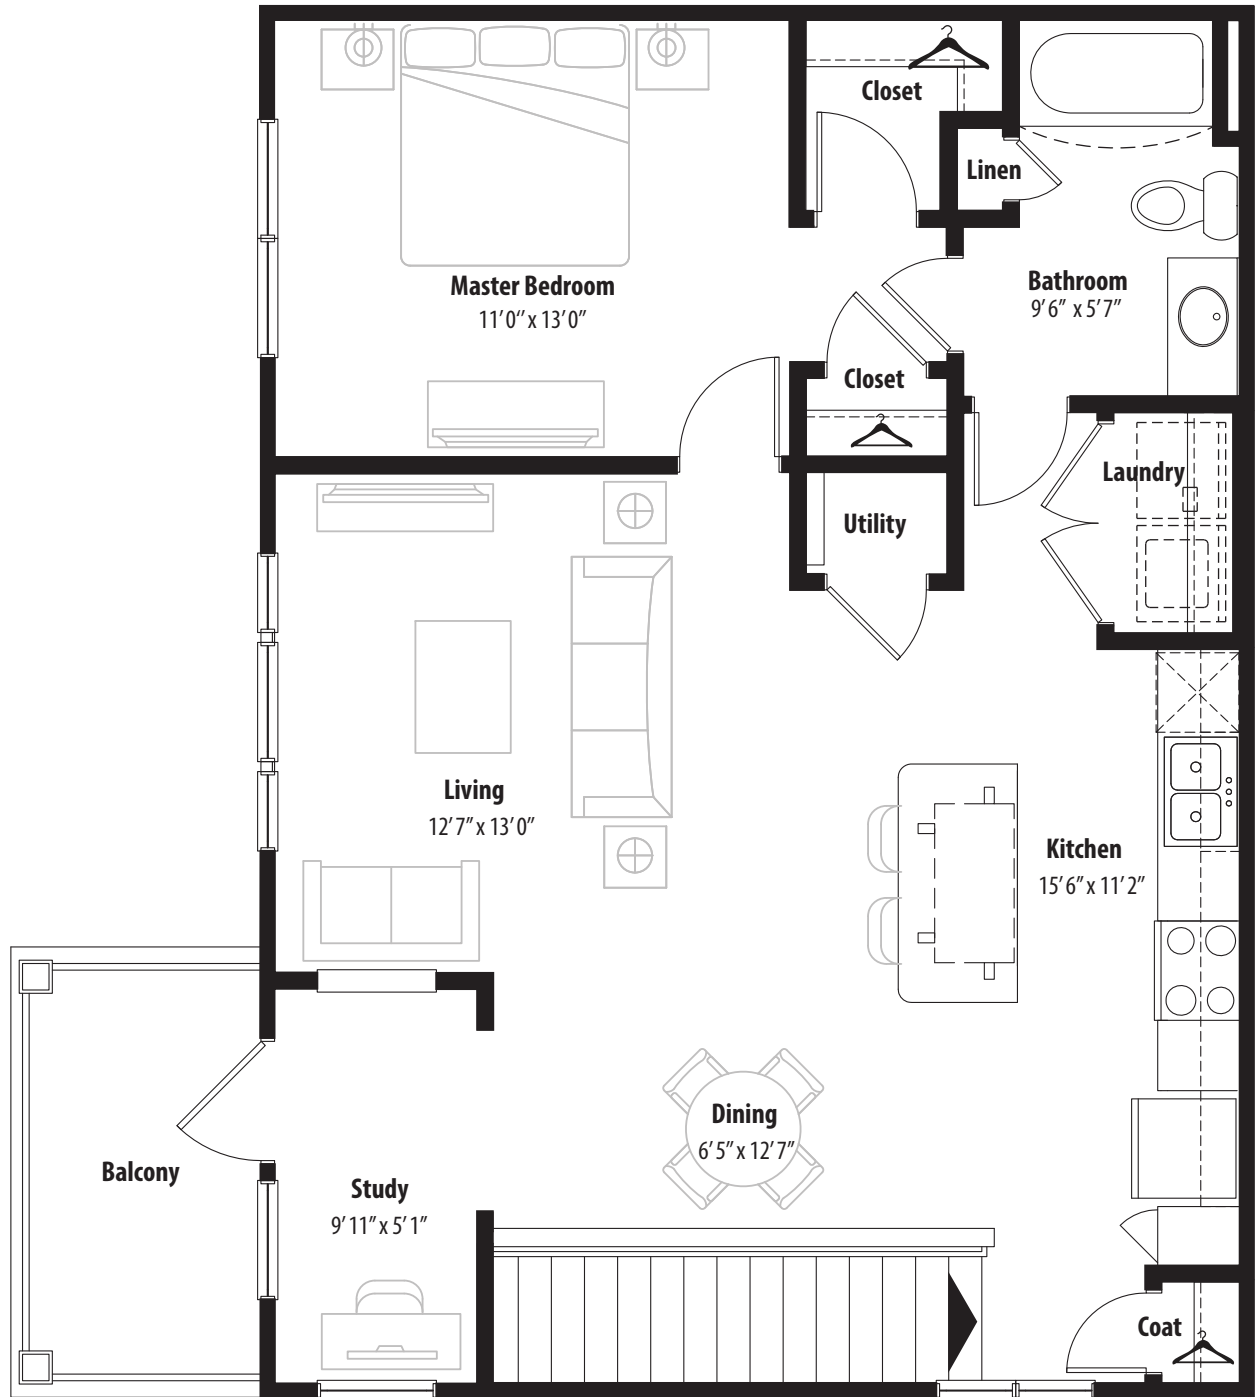 Closet
Linen
Master Bedroom
11'0" x 13'0"
Bathroom
9'6" x 5'7"
Closet
Laundry
Utility
Living
12'7" x 13'0"
Kitchen
15'6" x 11'2"
Dining
6'5" x 12'7"
Balcony
Study
9'11" x 5'1"
Coat